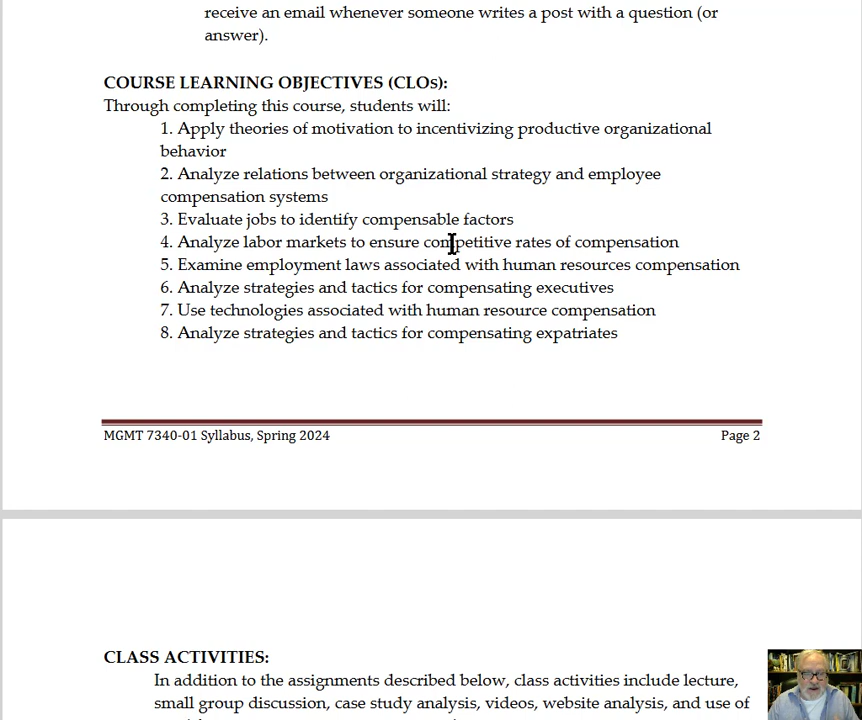 receive an email whenever someone writes a post with a question (or
answer).
COURSE LEARNING OBJECTIVES (CLOs):
Through completing this course, students will:
1. Apply theories of motivation to incentivizing productive organizational
behavior
2. Analyze relations between organizational strategy and employee
compensation systems
3. Evaluate jobs to identify compensable factors
4. Analyze labor markets to ensure competitive rates of compensation
5. Examine employment laws associated with human resources compensation
6. Analyze strategies and tactics for compensating executives
7. Use technologies associated with human resource compensation
8. Analyze strategies and tactics for compensating expatriates
MGMT 7340-01 Syllabus, Spring 2024 Page 2
CLASS ACTIVITIES:
In addition to the assignments described below, class activities include lecture,
small group discussion, case study analysis, videos, website analysis, and use of